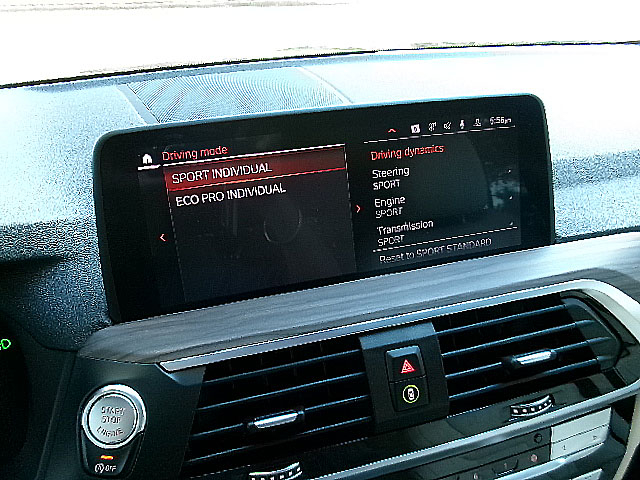 5:56pm
Driving mode
SPORT INDIVIDUAL
ECO PRO INDIVIDUAL
Driving dynamics
Steering
SPORT
Engine
SPORT
Transmission
SPORT
Reset to SPORT STANDARD
START
STOP
ENGINE
OFF